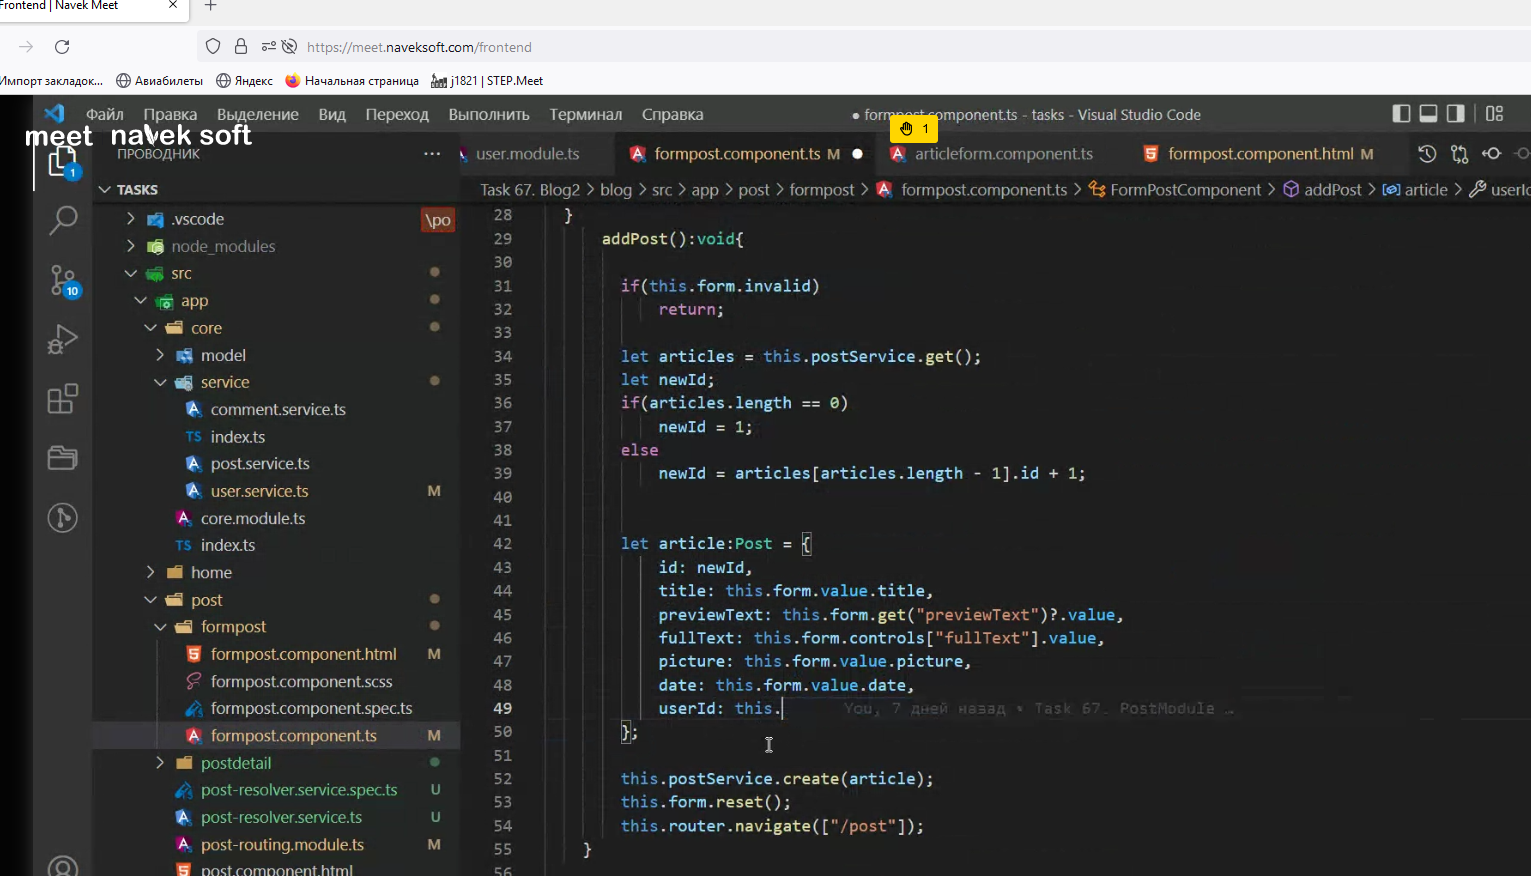 Frontend | Navek Meet
https://meet.naveksoft.com/frontend
Импорт закладок...
Авиабилеты
Яндекс
Начальная страница
j1821 | STEP.Meet
Файл Правка Выделение Вид Переход Выполнить Терминал Справка
formpost.component.ts - tasks - Visual Studio Code
meet navek soft
1
ПРОВОДНИК
user.module.ts
formpost.component.ts M
articleform.component.ts
formpost.component.html M
1
TASKS
Task 67. Blog2 > blog > src > app > post > formpost > formpost.component.ts > FormPostComponent > addPost > article >
.vscode
\po
node_modules
src
10
app
core
model
service
comment.service.ts
index.ts
post.service.ts
user.service.ts M
core.module.ts
index.ts
home
post
formpost
formpost.component.html M
formpost.component.scss
formpost.component.spec.ts
formpost.component.ts M
postdetail
post-resolver.service.spec.ts U
post-resolver.service.ts U
post-routing.module.ts M
post.component.html
28 }
29 addPost():void{
30
31 if(this.form.invalid)
32 return;
33
34 let articles = this.postService.get();
35 let newId;
36 if(articles.length == 0)
37 newId = 1;
38 else
39 newId = articles[articles.length - 1].id + 1;
40
41
42 let article:Post = {
43 id: newId,
44 title: this.form.value.title,
45 previewText: this.form.get("previewText")?.value,
46 fullText: this.form.controls["fullText"].value,
47 picture: this.form.value.picture,
48 date: this.form.value.date,
49 userId: this. You, 7 дней назад • Task 67. PostModule …
50 };
51
52 this.postService.create(article);
53 this.form.reset();
54 this.router.navigate(["/post"]);
55 }
56